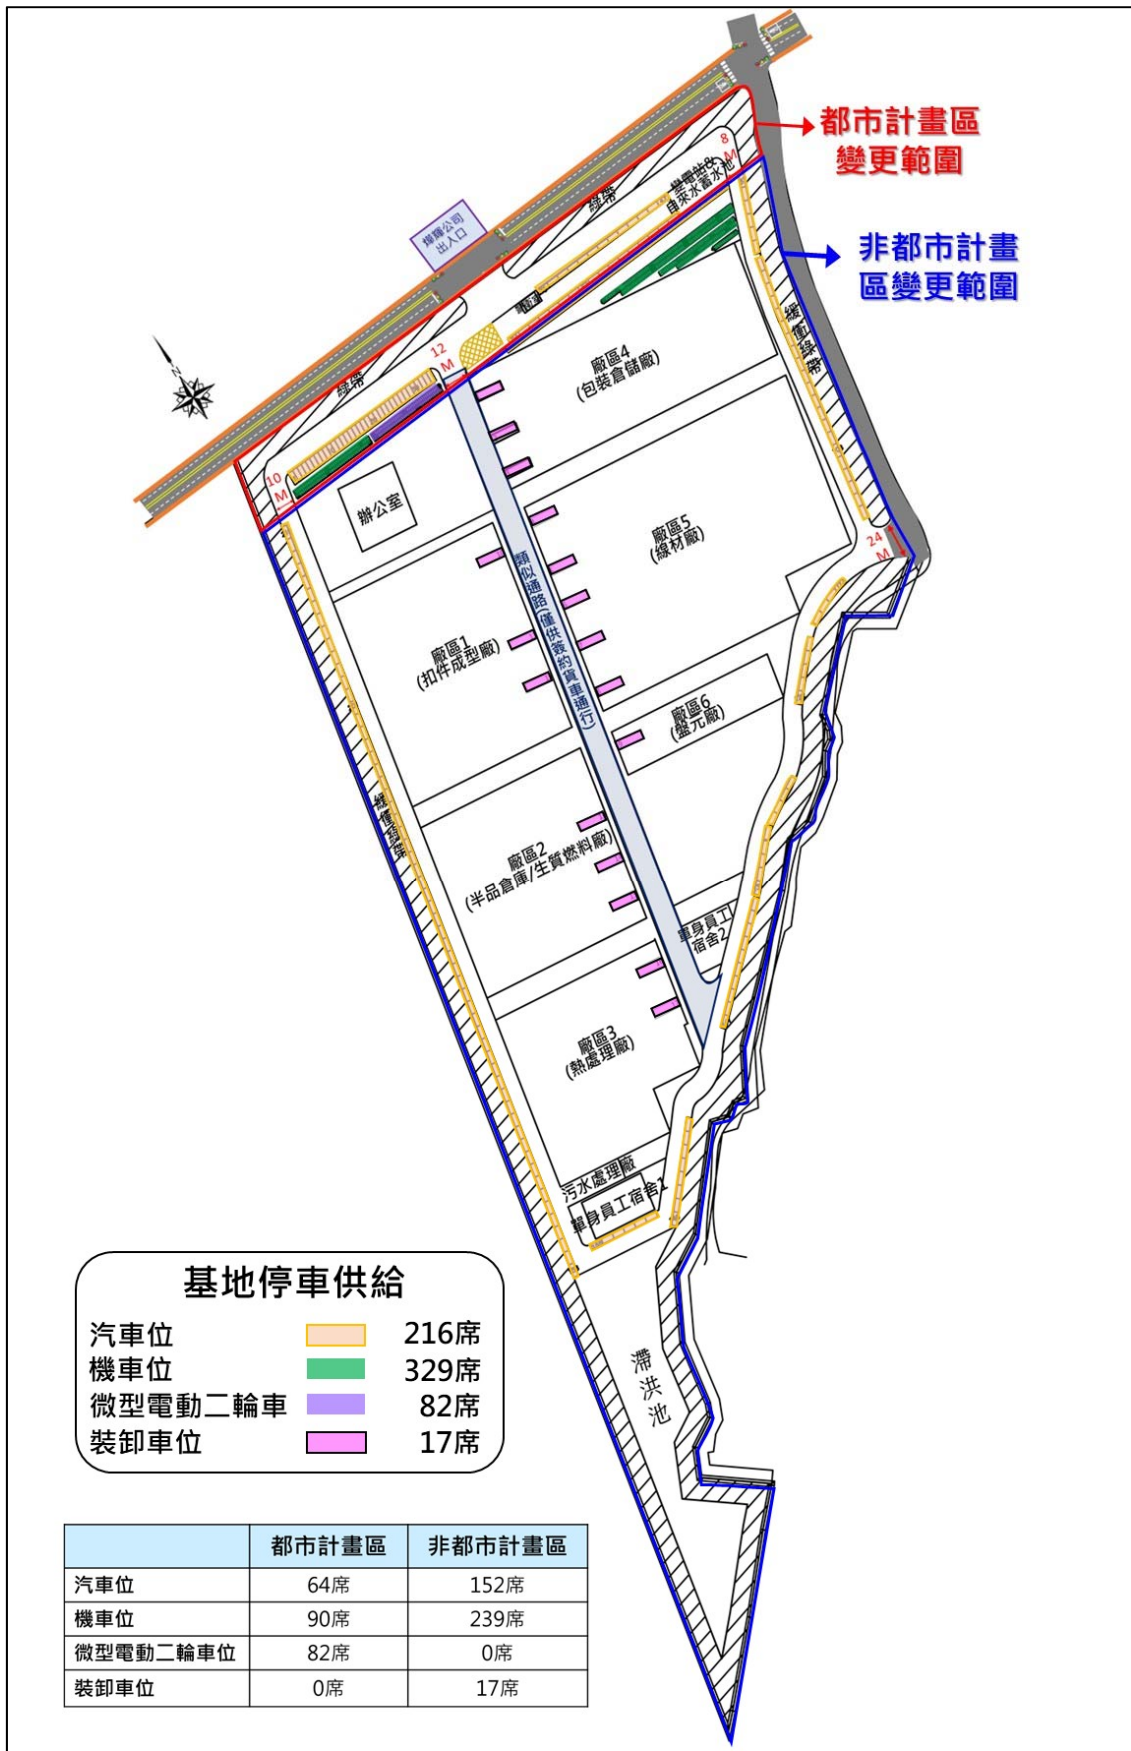 都市計畫區
變更範圍
非都市計畫
區變更範圍
8
M
變電站&
自來水蓄水池
綠帶
燁輝公司
出入口
緩衝綠帶
12
M
綠帶
N
廠區4
(包裝倉儲廠)
10
M
辦公室
廠區5
(線材廠)
24
M
類似通路(僅供簽約貨車通行)
廠區1
(扣件成型廠)
廠區6
(盤元廠)
緩衝綠帶
廠區2
(半品倉庫/生質燃料廠)
單身員工
宿舍2
廠區3
(熱處理廠)
污水處理廠
單身員工宿舍1
滯洪池
基地停車供給
汽車位 216席
機車位 329席
微型電動二輪車 82席
裝卸車位 17席
都市計畫區 非都市計畫區
汽車位 64席 152席
機車位 90席 239席
微型電動二輪車位 82席 0席
裝卸車位 0席 17席